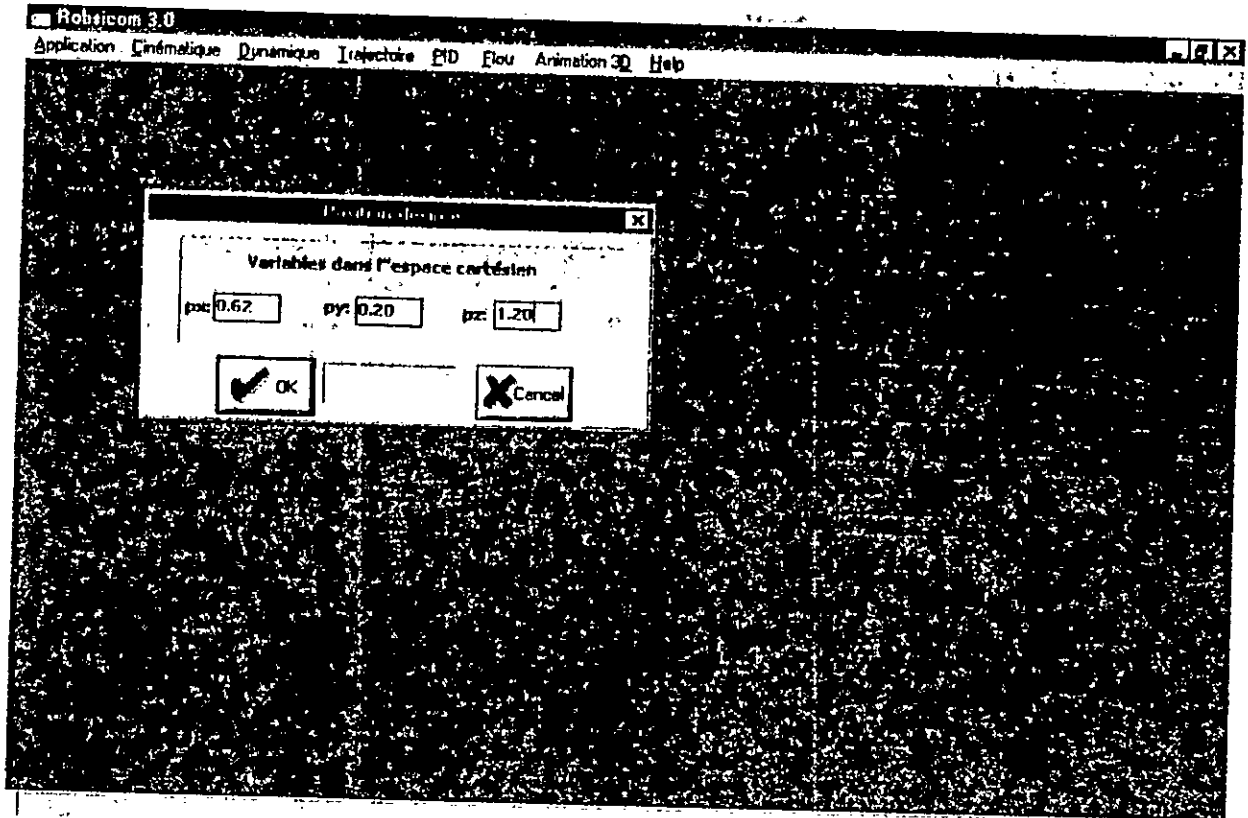 Robsicom 3.0
Application Cinématique Dynamique Trajectoire PID Flou Animation 3D Help
Variables dans l''espace cartésien
px: 0.62 py: 0.20 pz: 1.20
OK Cancel